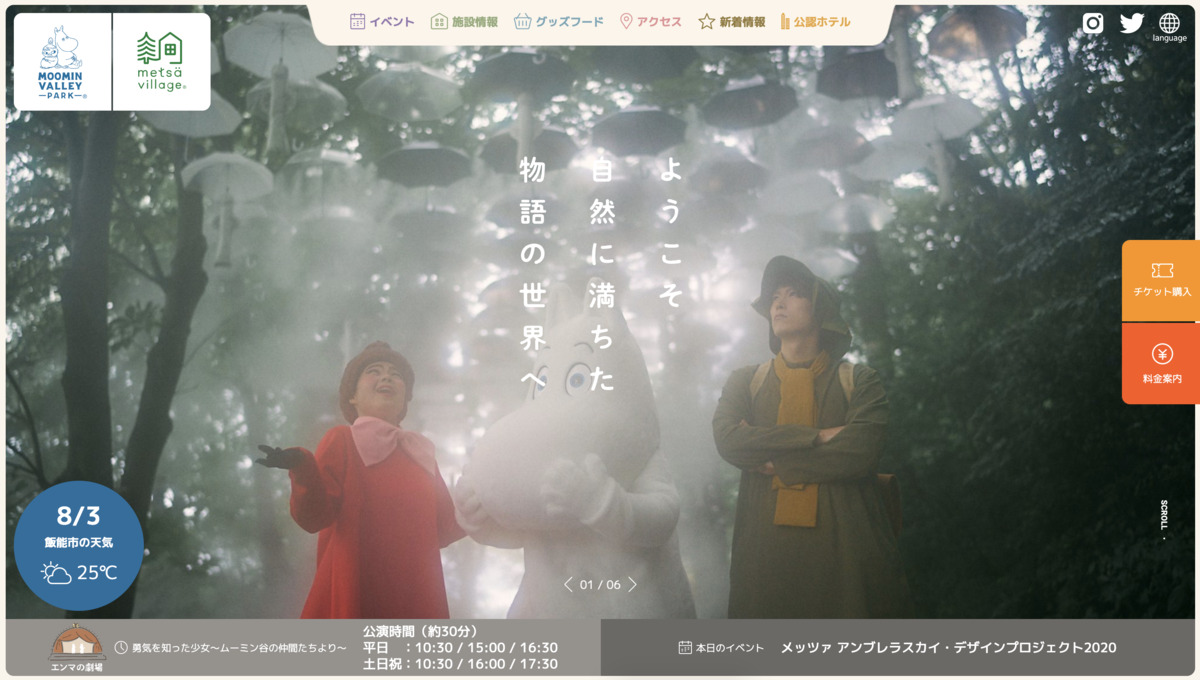 MOOMIN
VALLEY
PARK
®
metsä
village®
イベント
施設情報
グッズフード
アクセス
新着情報
公認ホテル
language
ようこそ
自然に満ちた
物語の世界へ
チケット購入
¥
料金案内
SCROLL
8/3
飯能市の天気
25℃
01 / 06
エンマの劇場
勇気を知った少女〜ムーミン谷の仲間たちより〜
公演時間（約30分）
平日　：10:30 / 15:00 / 16:30
土日祝：10:30 / 16:00 / 17:30
本日のイベント
メッツァ アンブレラスカイ・デザインプロジェクト2020